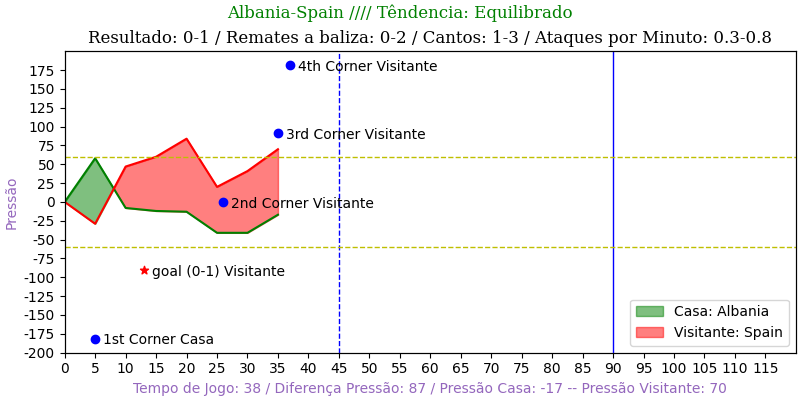 Albania-Spain //// Têndencia: Equilibrado
Resultado: 0-1 / Remates a baliza: 0-2 / Cantos: 1-3 / Ataques por Minuto: 0.3-0.8
175
150
125
100
75
50
25
0
-25
-50
-75
-100
-125
-150
-175
-200
Pressão
4th Corner Visitante
3rd Corner Visitante
2nd Corner Visitante
goal (0-1) Visitante
1st Corner Casa
Casa: Albania
Visitante: Spain
0 5 10 15 20 25 30 35 40 45 50 55 60 65 70 75 80 85 90 95 100 105 110 115
Tempo de Jogo: 38 / Diferença Pressão: 87 / Pressão Casa: -17 -- Pressão Visitante: 70